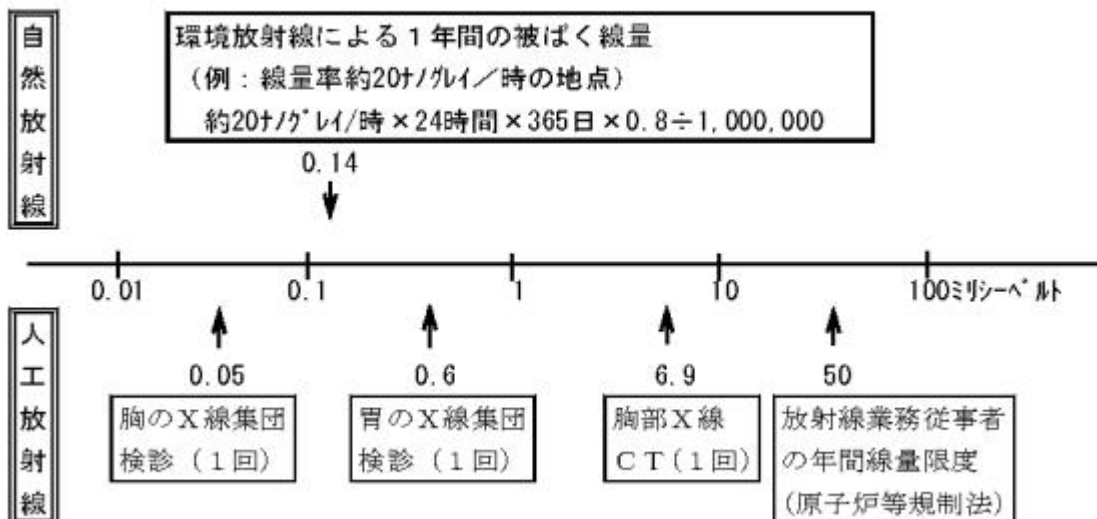 自然放射線
環境放射線による1年間の被ばく線量
(例：線量率約20ﾅﾉｸﾞﾚｲ／時の地点)
約20ﾅﾉｸﾞﾚｲ/時×24時間×365日×0.8÷1,000,000
0.14
0.01 0.1 1 10 100ﾐﾘｼｰﾍﾞﾙﾄ
人工放射線
0.05 0.6 6.9 50
胸のX線集団
検診（1回）
胃のX線集団
検診（1回）
胸部X線
CT(1回)
放射線業務従事者
の年間線量限度
(原子炉等規制法)